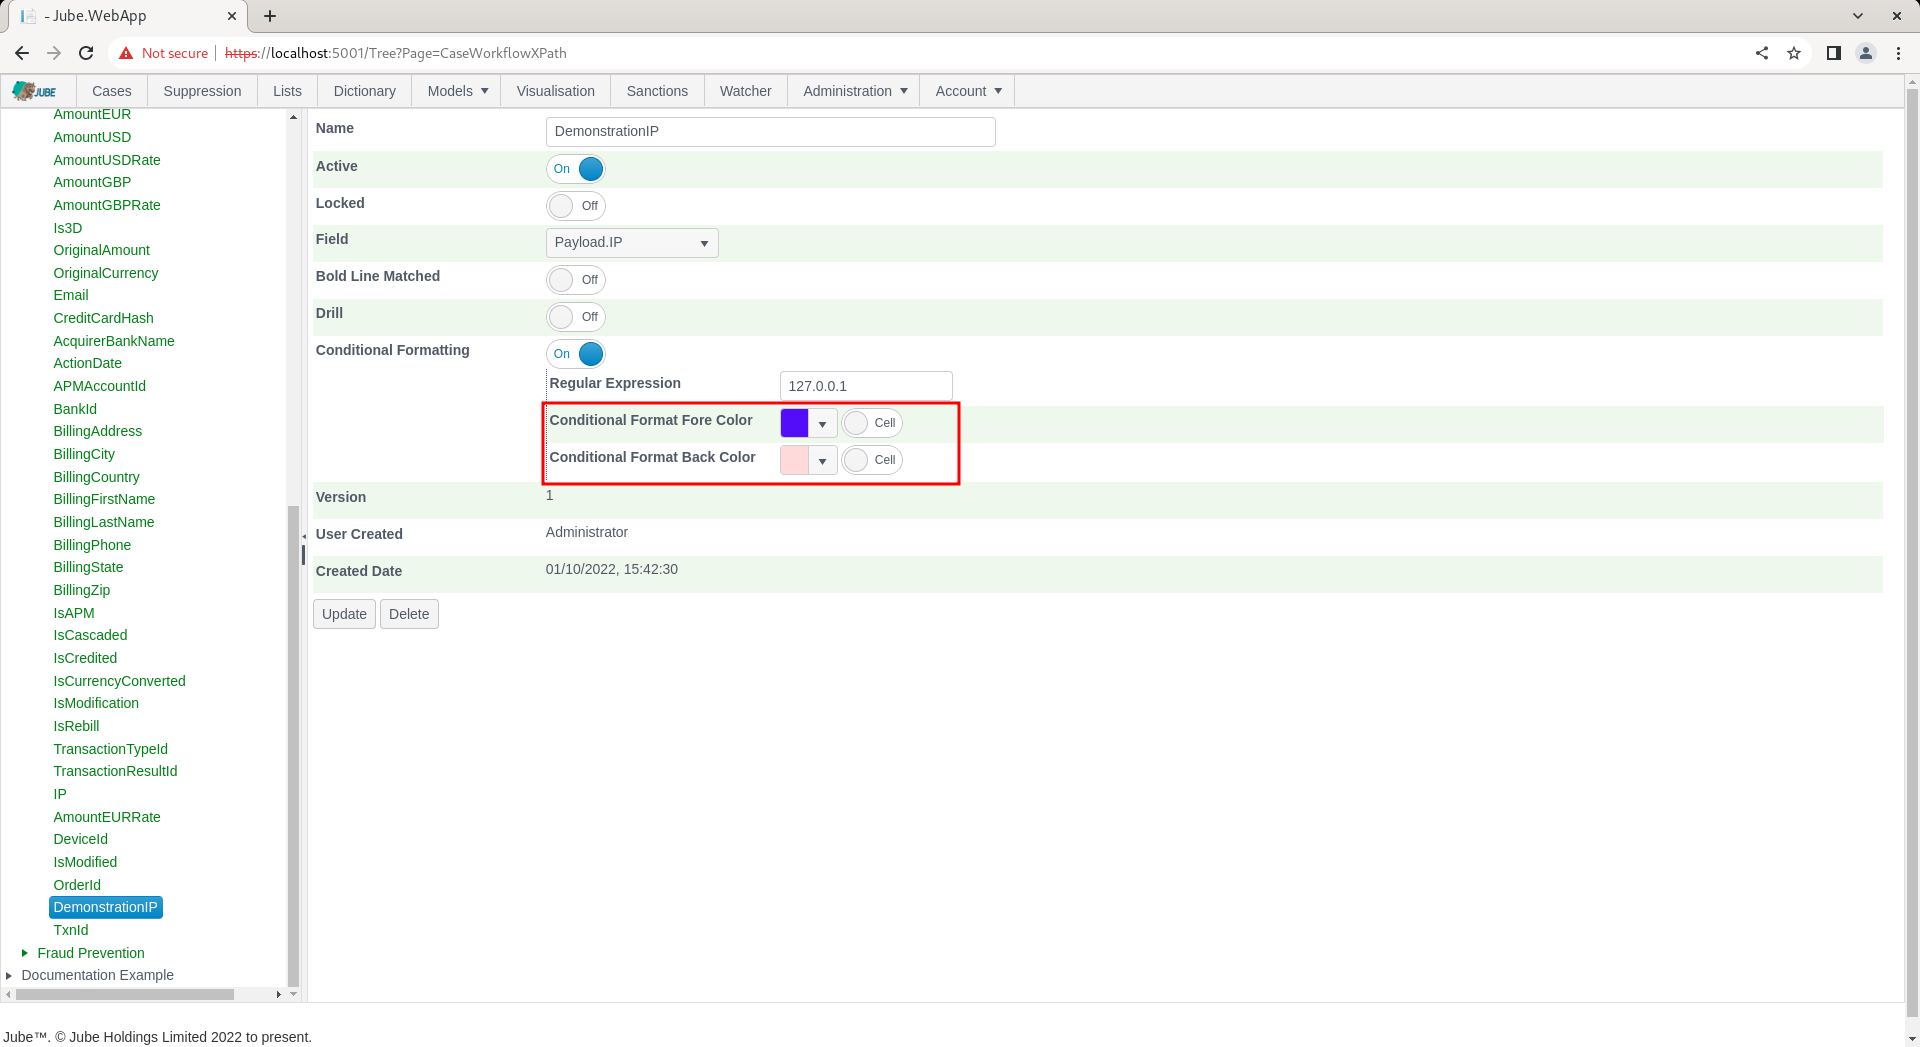 - Jube.WebApp
Not secure | https://localhost:5001/Tree?Page=CaseWorkflowXPath
JUBE Cases Suppression Lists Dictionary Models Visualisation Sanctions Watcher Administration Account
AmountEUR
AmountUSD
AmountUSDRate
AmountGBP
AmountGBPRate
Is3D
OriginalAmount
OriginalCurrency
Email
CreditCardHash
AcquirerBankName
ActionDate
APMAccountId
BankId
BillingAddress
BillingCity
BillingCountry
BillingFirstName
BillingLastName
BillingPhone
BillingState
BillingZip
IsAPM
IsCascaded
IsCredited
IsCurrencyConverted
IsModification
IsRebill
TransactionTypeId
TransactionResultId
IP
AmountEURRate
DeviceId
IsModified
OrderId
DemonstrationIP
TxnId
Fraud Prevention
Documentation Example
Name DemonstrationIP
Active On
Locked Off
Field Payload.IP
Bold Line Matched Off
Drill Off
Conditional Formatting On
Regular Expression 127.0.0.1
Conditional Format Fore Color Cell
Conditional Format Back Color Cell
Version 1
User Created Administrator
Created Date 01/10/2022, 15:42:30
Update Delete
Jube™. © Jube Holdings Limited 2022 to present.